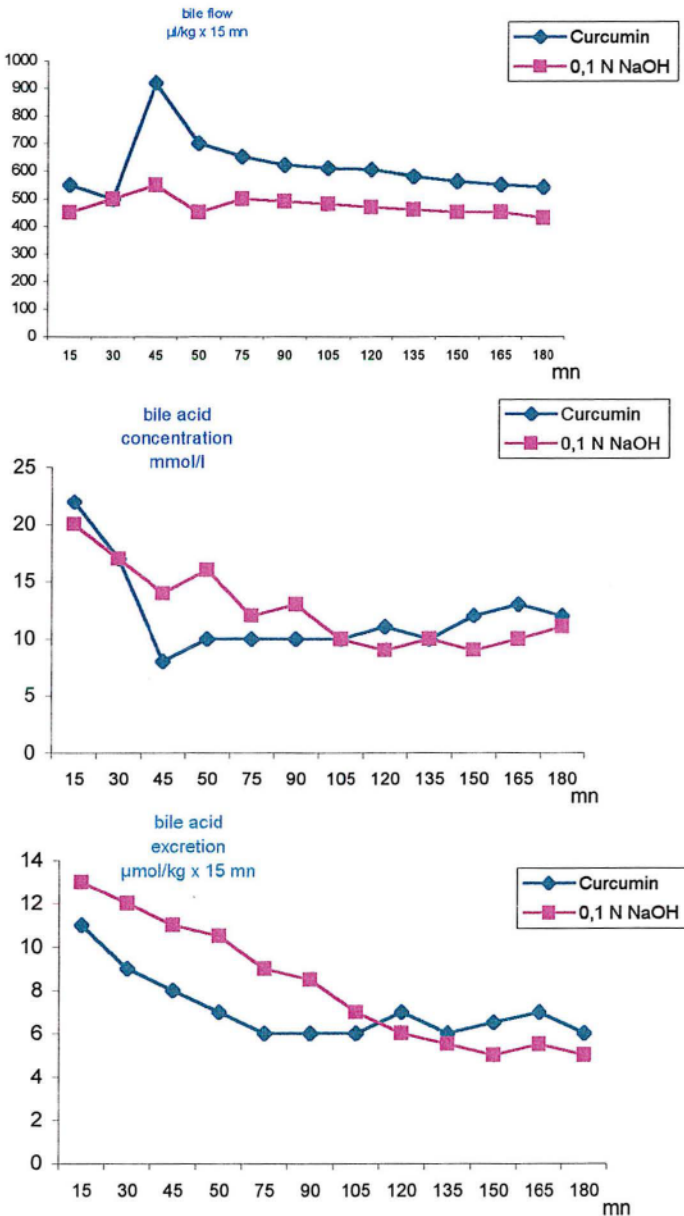 bile flow
µl/kg x 15 mn
Curcumin
0,1 N NaOH
1000
900
800
700
600
500
400
300
200
100
0
15 30 45 50 75 90 105 120 135 150 165 180
mn
bile acid
concentration
mmol/l
Curcumin
0,1 N NaOH
25
20
15
10
5
0
15 30 45 50 75 90 105 120 135 150 165 180
mn
bile acid
excretion
µmol/kg x 15 mn
Curcumin
0,1 N NaOH
14
12
10
8
6
4
2
0
15 30 45 50 75 90 105 120 135 150 165 180
mn